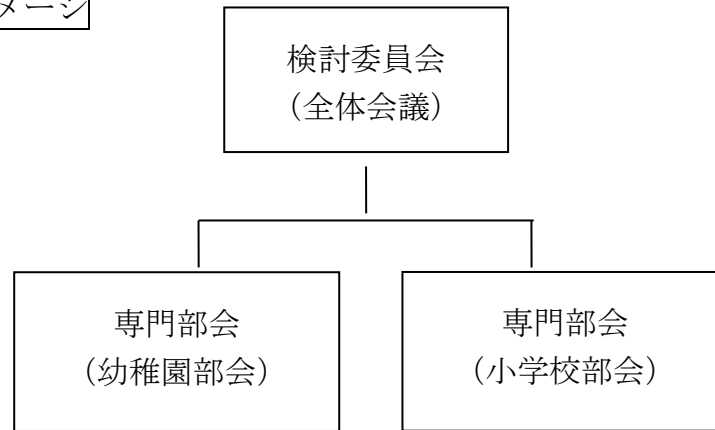 メージ
検討委員会
（全体会議）
専門部会
（幼稚園部会）
専門部会
（小学校部会）